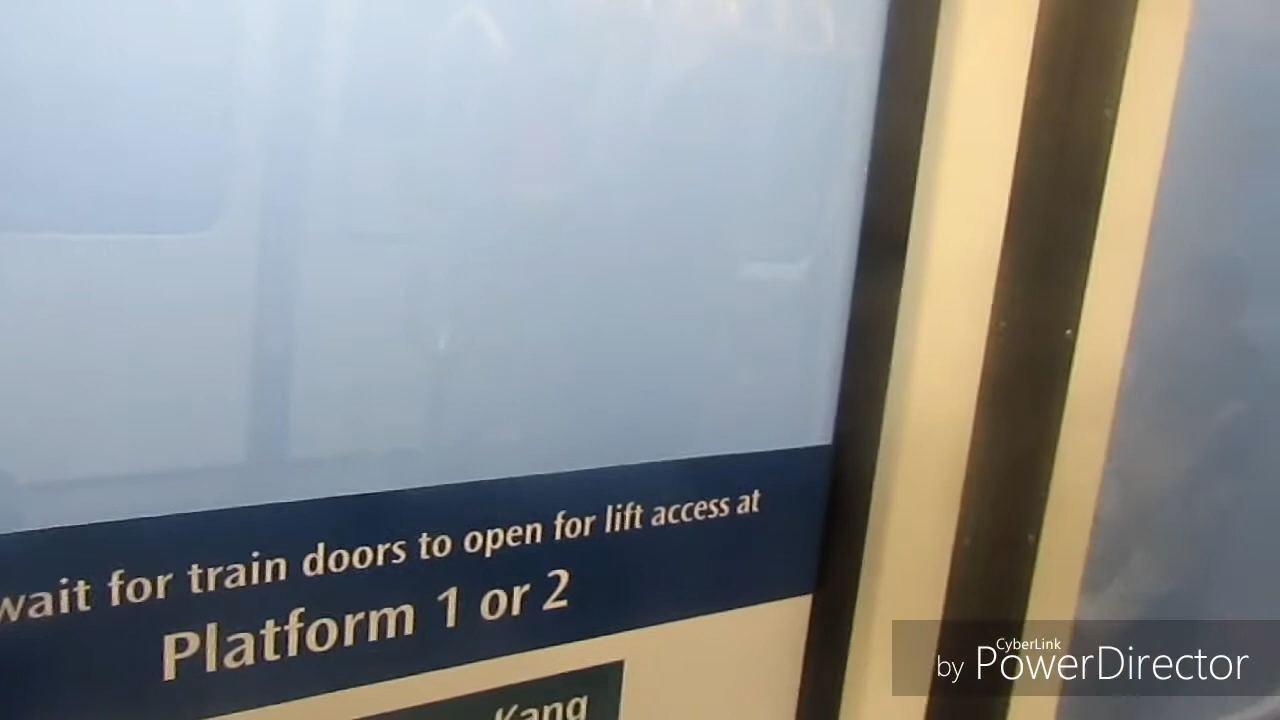 wait for train doors to open for lift access at
Platform 1 or 2
Kang
CyberLink
by PowerDirector